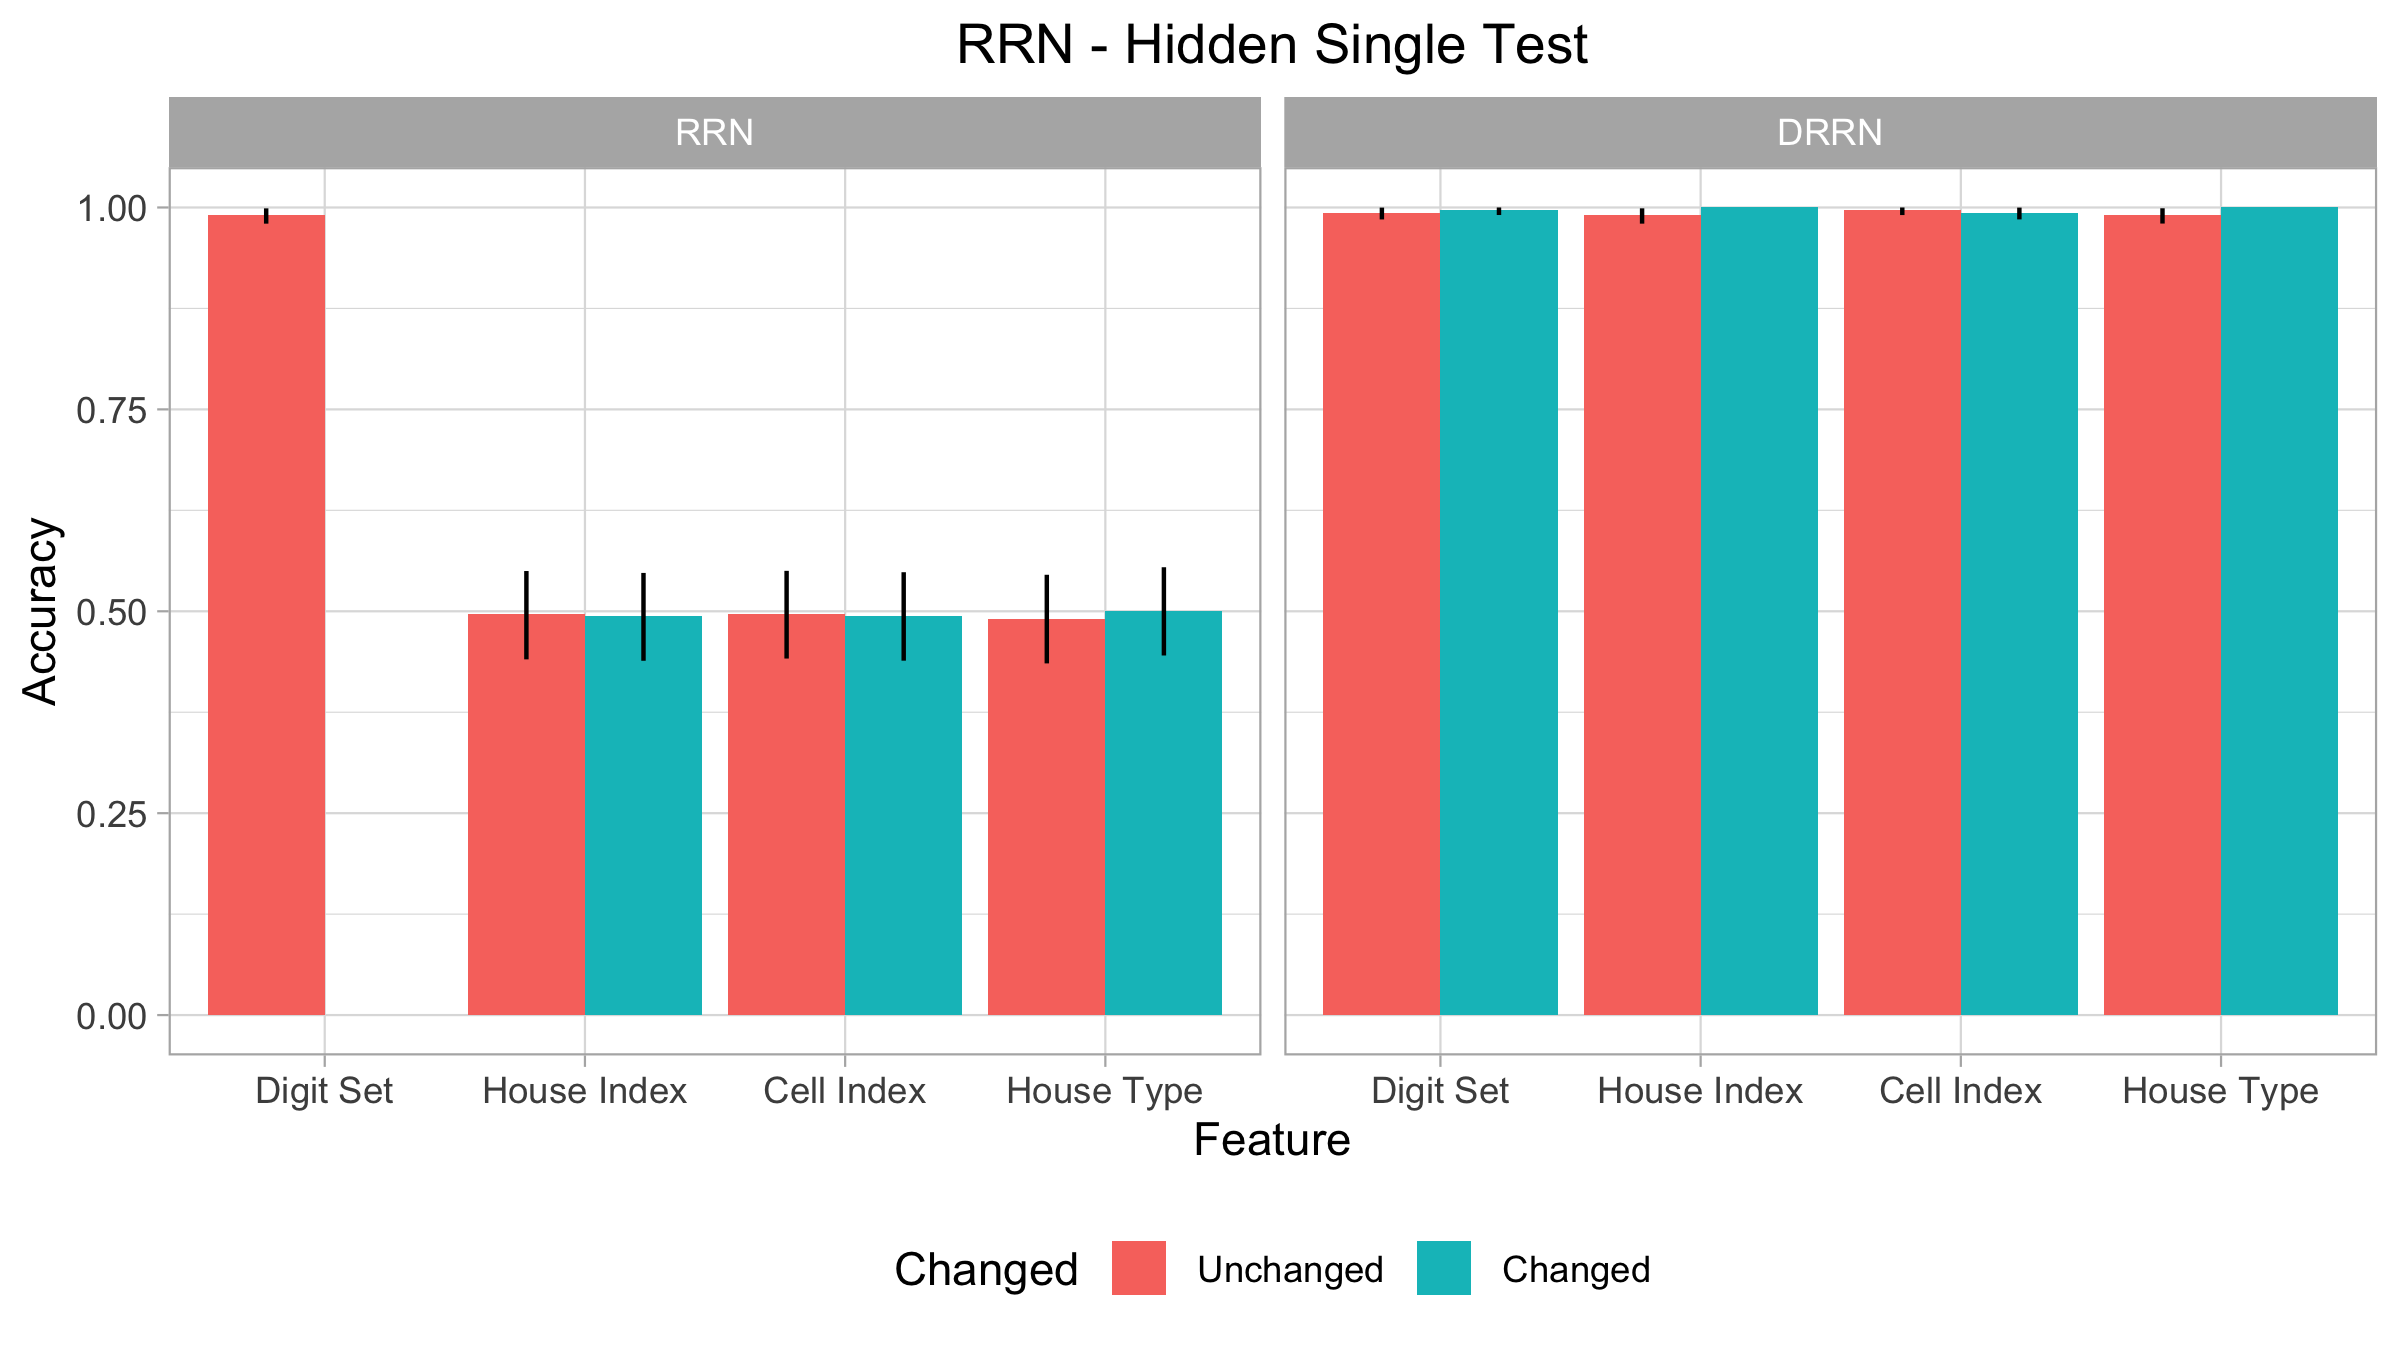 RRN - Hidden Single Test
RRN
DRRN
Accuracy
1.00
0.75
0.50
0.25
0.00
Digit Set House Index Cell Index House Type
Digit Set House Index Cell Index House Type
Feature
Changed Unchanged Changed